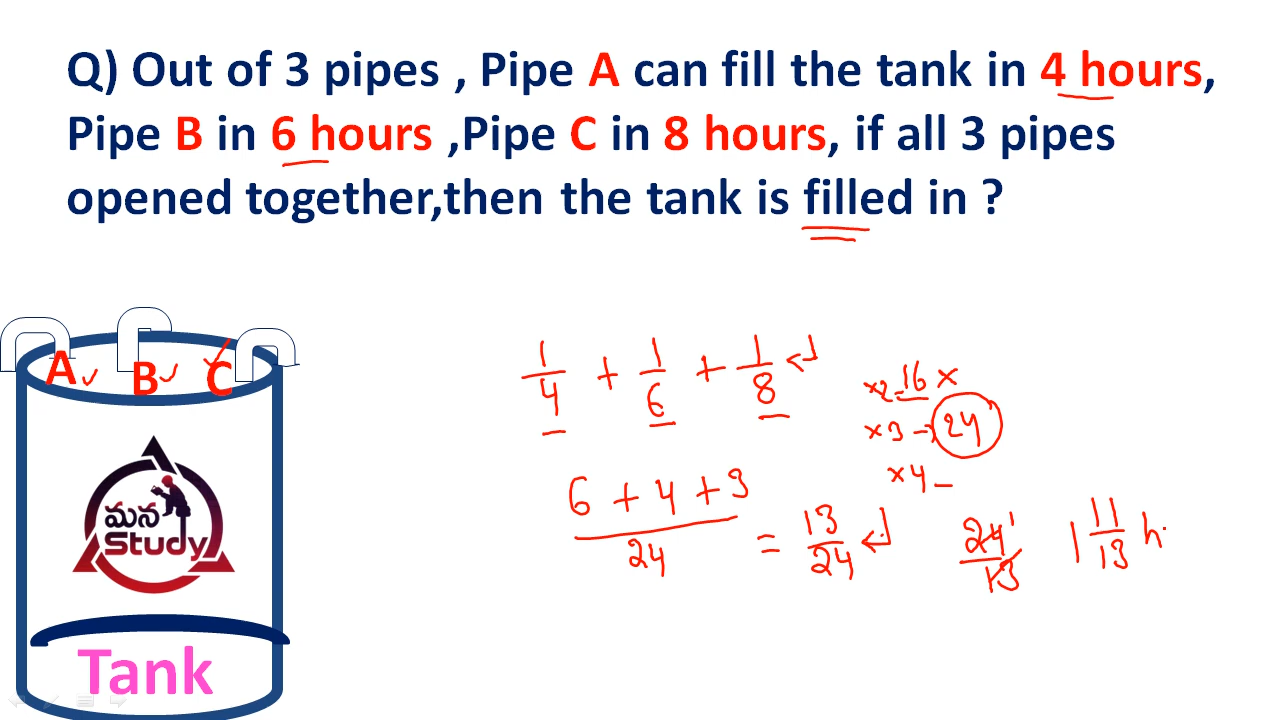 Q) Out of 3 pipes , Pipe A can fill the tank in 4 hours,
Pipe B in 6 hours ,Pipe C in 8 hours, if all 3 pipes
opened together,then the tank is filled in ?
A B C
1/4 + 1/6 + 1/8
×2 - 16 ×
×3 → 24
×4 -
(6 + 4 + 3)/24 = 13/24
24/13 1 11/13 h
మన
Study
Tank